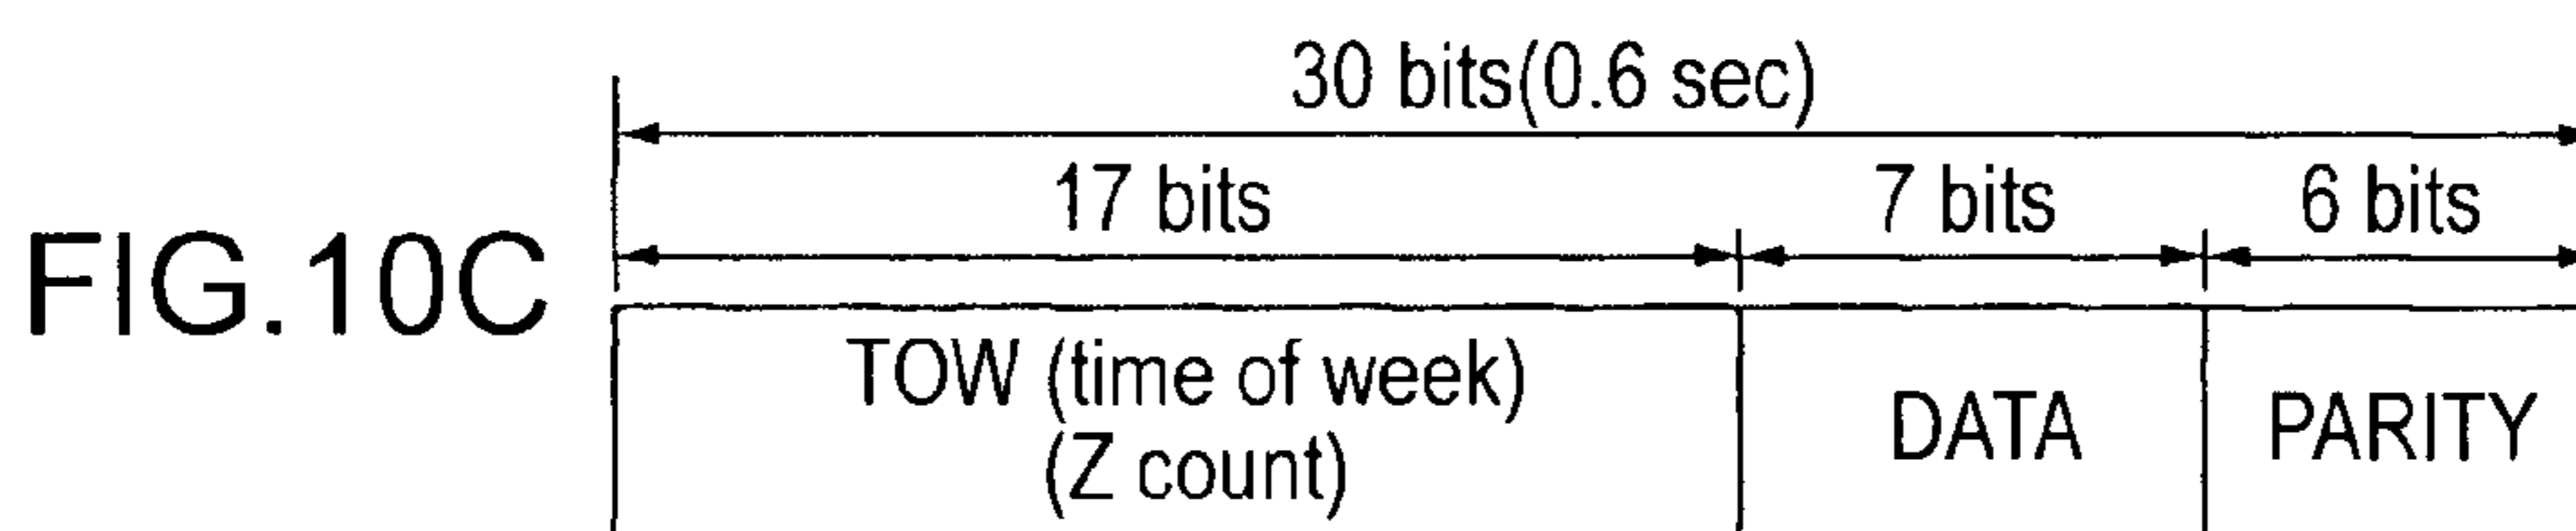 30 bits(0.6 sec)
17 bits
7 bits
6 bits
FIG.10C
TOW (time of week)
(Z count)
DATA
PARITY